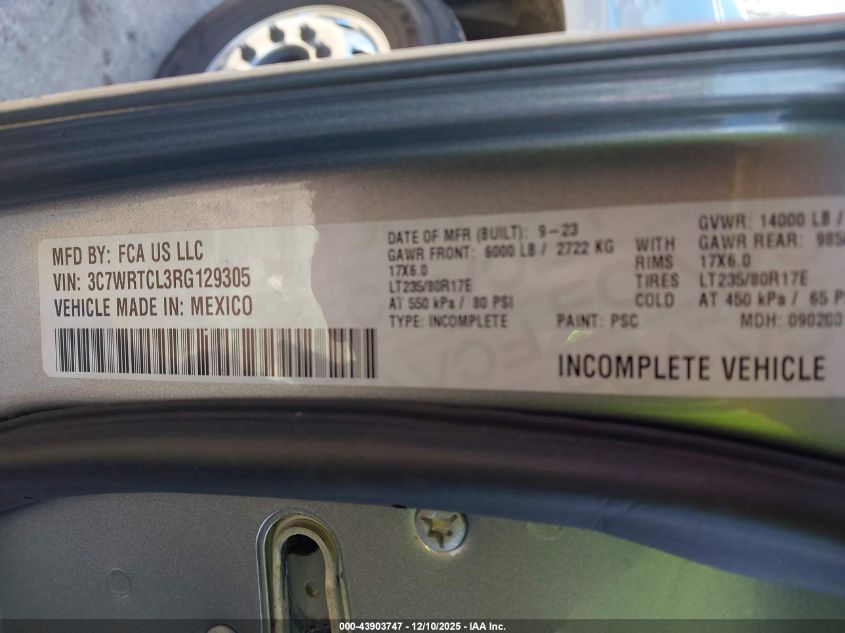 MFD BY: FCA US LLC
VIN: 3C7WRTCL3RG129305
VEHICLE MADE IN: MEXICO
DATE OF MFR (BUILT): 9-23
GAWR FRONT: 6000 LB / 2722 KG
17X6.0
LT235/80R17E
AT 550 kPa / 80 PSI
TYPE: INCOMPLETE
WITH
RIMS
TIRES
COLD
GVWR: 14000 LB /
GAWR REAR:
17X6.0
LT235/80R17E
AT 450 kPa / 65
PAINT: PSC
MDH: 090200
INCOMPLETE VEHICLE
000-43903747 - 12/10/2025 - IAA Inc.